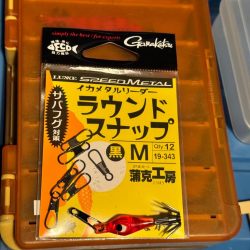 simply the best for experts
Gamakatsu
LUXXE SPEED METAL
イカメタルリーダー
サバフグ対策
ラウンド
スナップ
黒 M Qty.12
19-343
蒲克工房